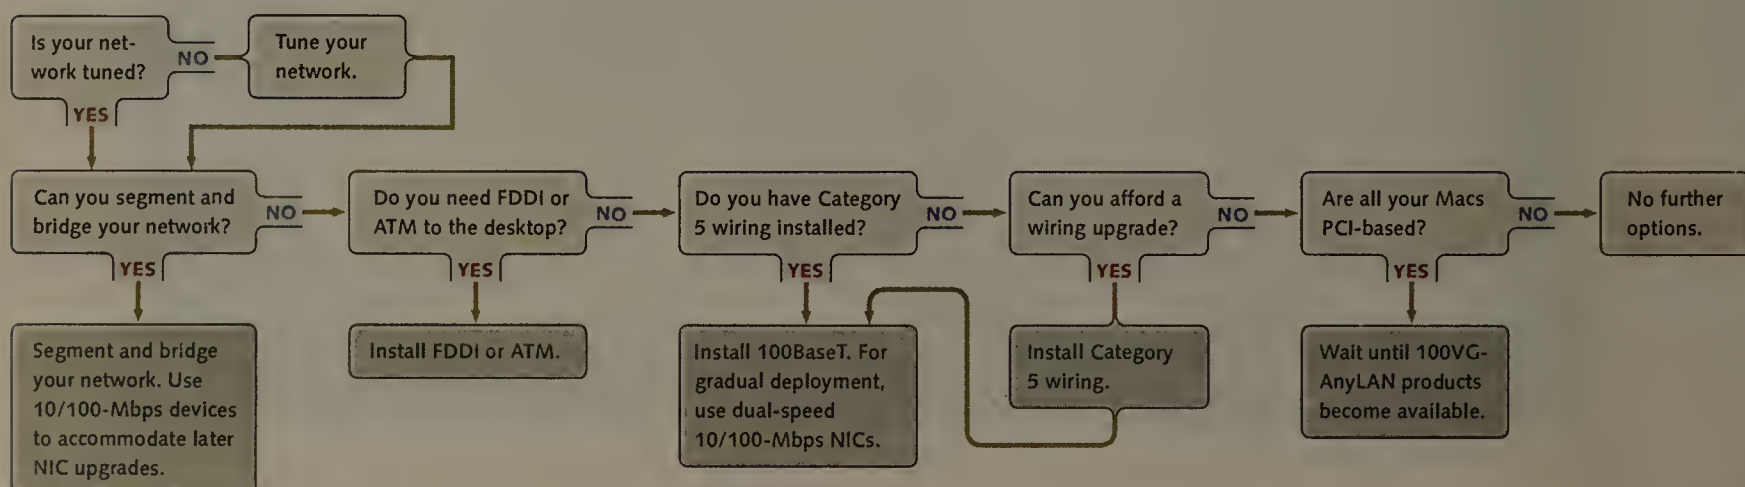 Is your net-
work tuned?
NO
Tune your
network.
YES
Can you segment and
bridge your network?
NO
YES
Segment and bridge
your network. Use
10/100-Mbps devices
to accommodate later
NIC upgrades.
Do you need FDDI or
ATM to the desktop?
NO
YES
Install FDDI or ATM.
Do you have Category
5 wiring installed?
NO
YES
Install 100BaseT. For
gradual deployment,
use dual-speed
10/100-Mbps NICs.
Can you afford a
wiring upgrade?
NO
YES
Install Category
5 wiring.
Are all your Macs
PCI-based?
NO
YES
Wait until 100VG-
AnyLAN products
become available.
No further
options.